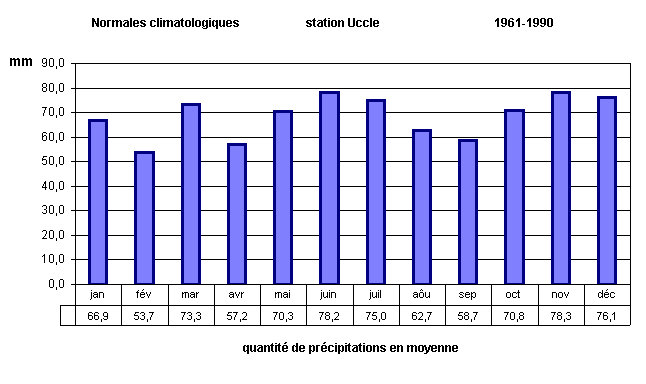 Normales climatologiques station Uccle 1961-1990
mm
90,0
80,0
70,0
60,0
50,0
40,0
30,0
20,0
10,0
0,0
jan fév mar avr mai juin juil aôu sep oct nov déc
66,9 53,7 73,3 57,2 70,3 78,2 75,0 62,7 58,7 70,8 78,3 76,1
quantité de précipitations en moyenne